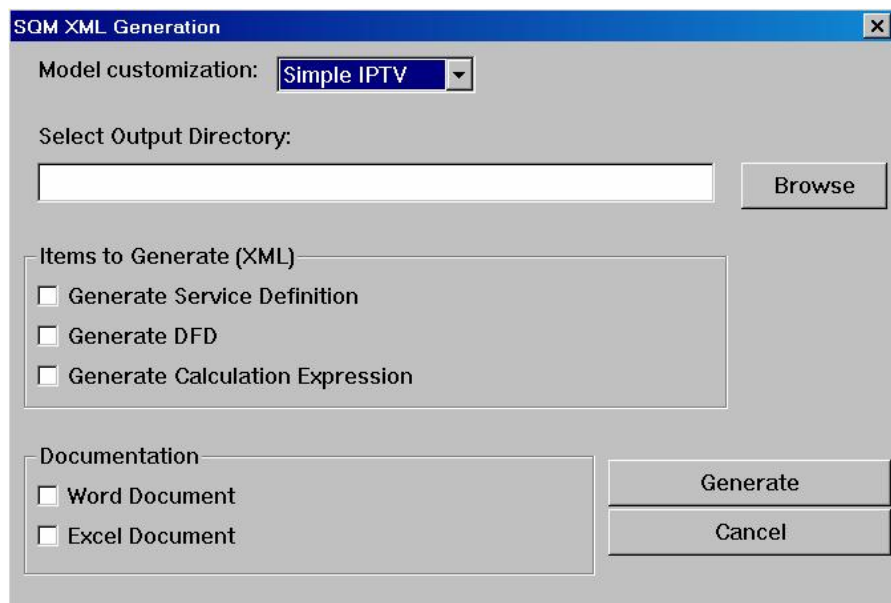 SQM XML Generation
Model customization: Simple IPTV
Select Output Directory:
Browse
Items to Generate (XML)
Generate Service Definition
Generate DFD
Generate Calculation Expression
Documentation
Word Document
Excel Document
Generate
Cancel